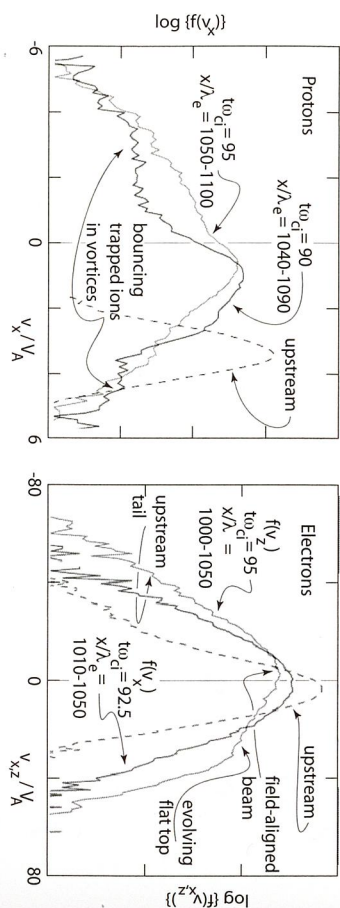 Protons
tω_ci = 90
x/λ_e = 1040-1090
upstream
tω_ci = 95
x/λ_e = 1050-1100
bouncing
trapped ions
in vortices
log {f(v_x)}
-6
0
6
v_x/V_A
Electrons
f(v_z)
tω_ci = 95
x/λ_e =
1000-1050
upstream
tail
upstream
field-aligned
beam
evolving
flat top
f(v_x)
tω_ci = 92.5
x/λ_e =
1010-1050
log {f(v_x,z)}
-80
0
80
v_x,z/V_A